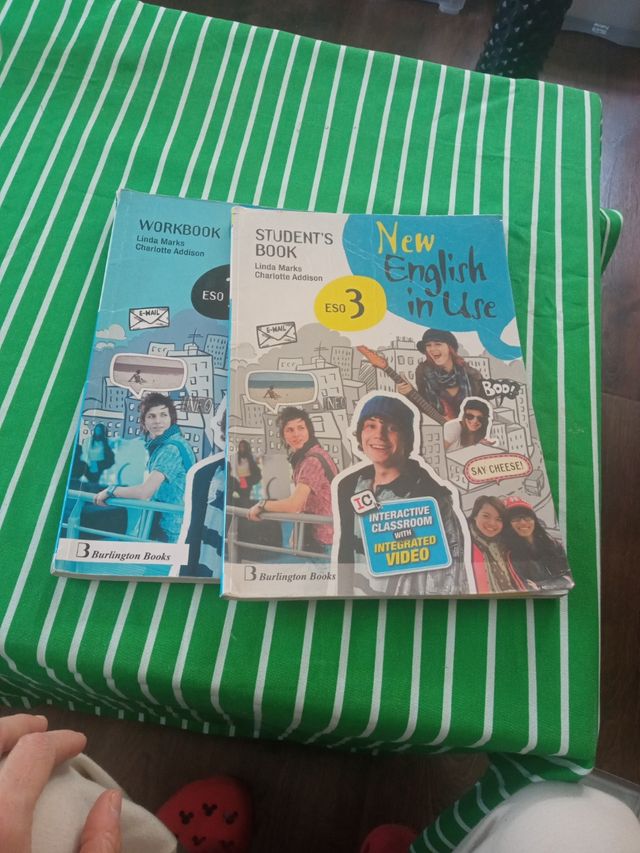 WORKBOOK
Linda Marks
Charlotte Addison
ESO
E-MAIL
INFO
B Burlington Books
STUDENT'S
BOOK
Linda Marks
Charlotte Addison
ESO 3
New
English
in Use
E-MAIL
BOO!
SAY CHEESE!
IC
INTERACTIVE
CLASSROOM
WITH
INTEGRATED
VIDEO
B Burlington Books